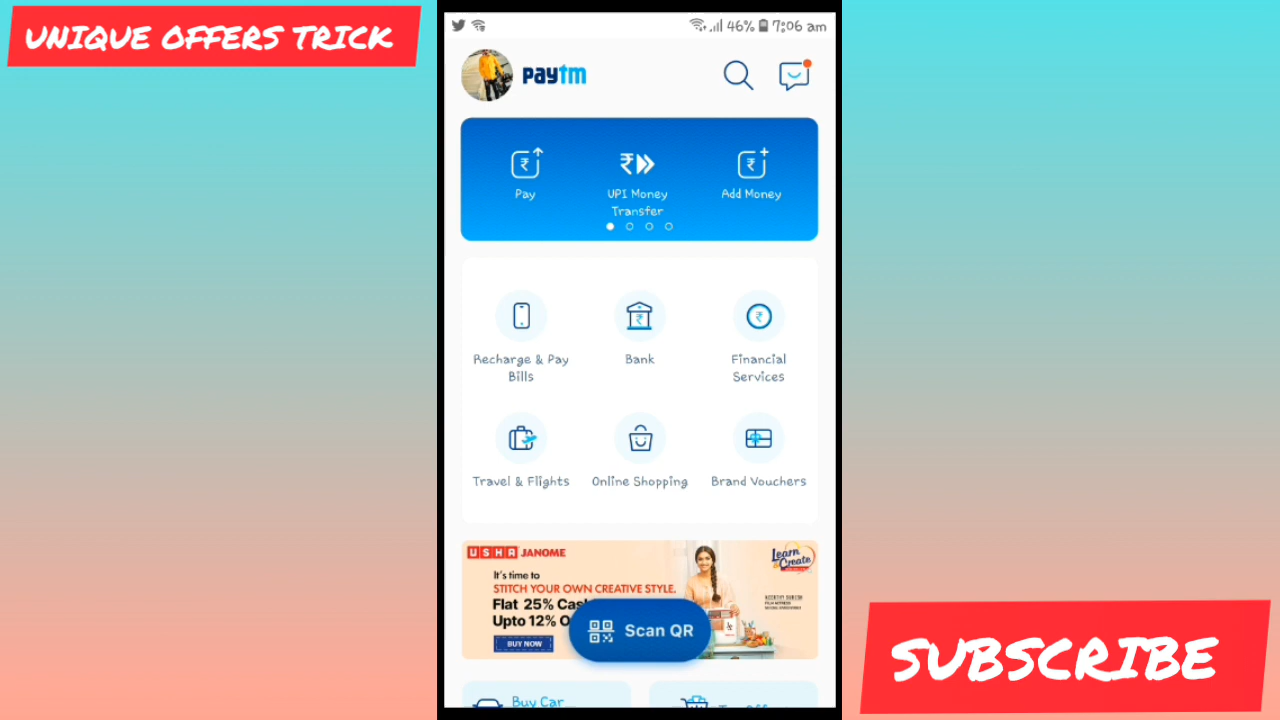 UNIQUE OFFERS TRICK
46% 7:06 am
paytm
Pay
UPI Money
Transfer
Add Money
Recharge & Pay
Bills
Bank
Financial
Services
Travel & Flights
Online Shopping
Brand Vouchers
USHA JANOME
Learn
Create
It's time to
STITCH YOUR OWN CREATIVE STYLE.
Flat 25% Cas
Upto 12% O
BUY NOW
Scan QR
SUBSCRIBE
Buy Car